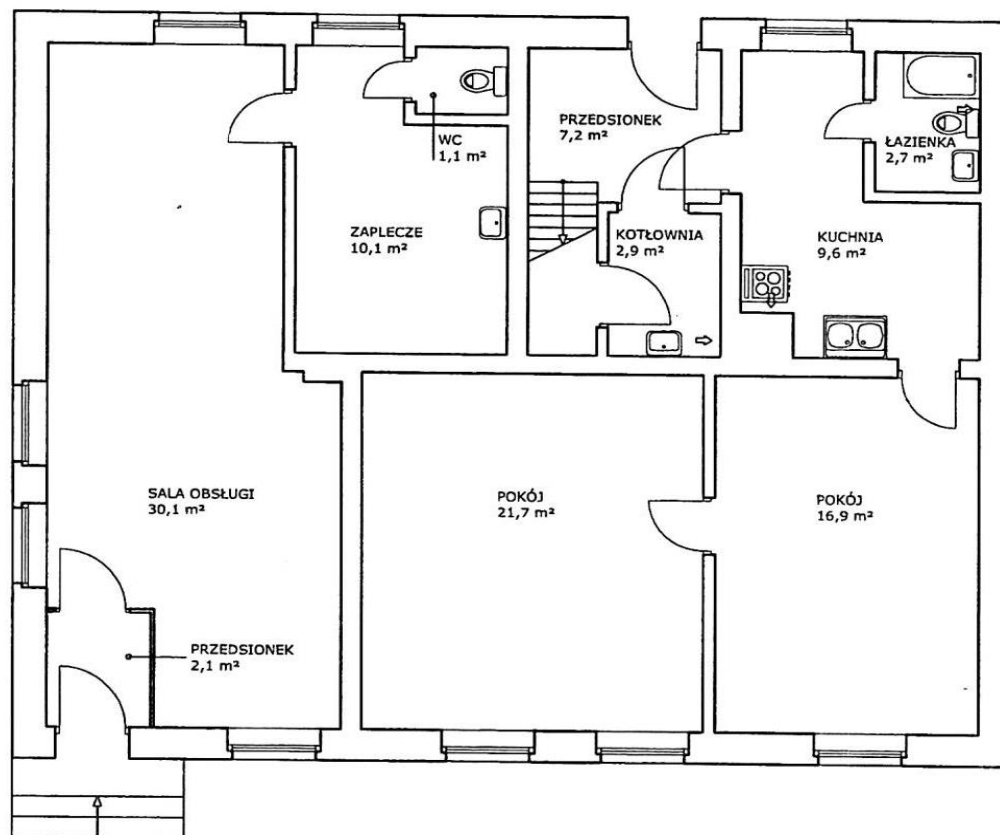 WC
1,1 m²
PRZEDSIONEK
7,2 m²
ŁAZIENKA
2,7 m²
ZAPLECZE
10,1 m²
KOTŁOWNIA
2,9 m²
KUCHNIA
9,6 m²
SALA OBSŁUGI
30,1 m²
POKÓJ
21,7 m²
POKÓJ
16,9 m²
PRZEDSIONEK
2,1 m²